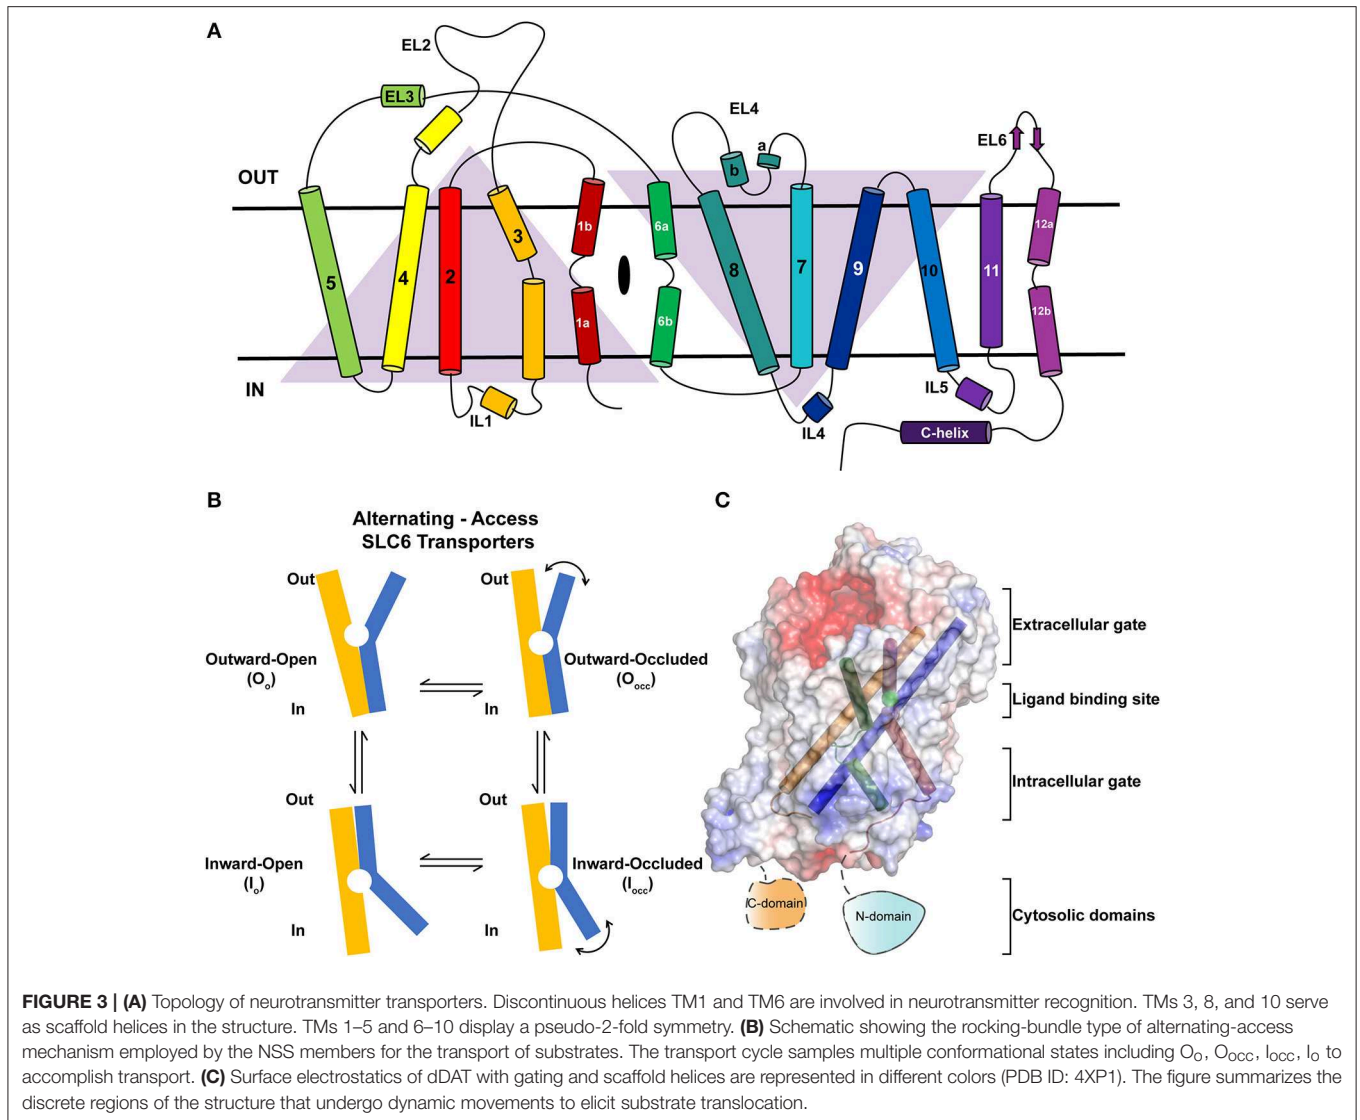 A
EL2
EL3
EL4
a
b
EL6
OUT
5
4
2
3
1b
1a
6a
6b
8
7
9
10
11
12a
12b
IN
IL1
IL4
IL5
C-helix
B
Alternating - Access
SLC6 Transporters
Out
Out
Outward-Open
(Oo)
Outward-Occluded
(Oocc)
In
In
Out
Out
Inward-Open
(Io)
Inward-Occluded
(Iocc)
In
In
C
Extracellular gate
Ligand binding site
Intracellular gate
C-domain
N-domain
Cytosolic domains
FIGURE 3 | (A) Topology of neurotransmitter transporters. Discontinuous helices TM1 and TM6 are involved in neurotransmitter recognition. TMs 3, 8, and 10 serve
as scaffold helices in the structure. TMs 1–5 and 6–10 display a pseudo-2-fold symmetry. (B) Schematic showing the rocking-bundle type of alternating-access
mechanism employed by the NSS members for the transport of substrates. The transport cycle samples multiple conformational states including Oo, Oocc, Iocc, Io to
accomplish transport. (C) Surface electrostatics of dDAT with gating and scaffold helices are represented in different colors (PDB ID: 4XP1). The figure summarizes the
discrete regions of the structure that undergo dynamic movements to elicit substrate translocation.